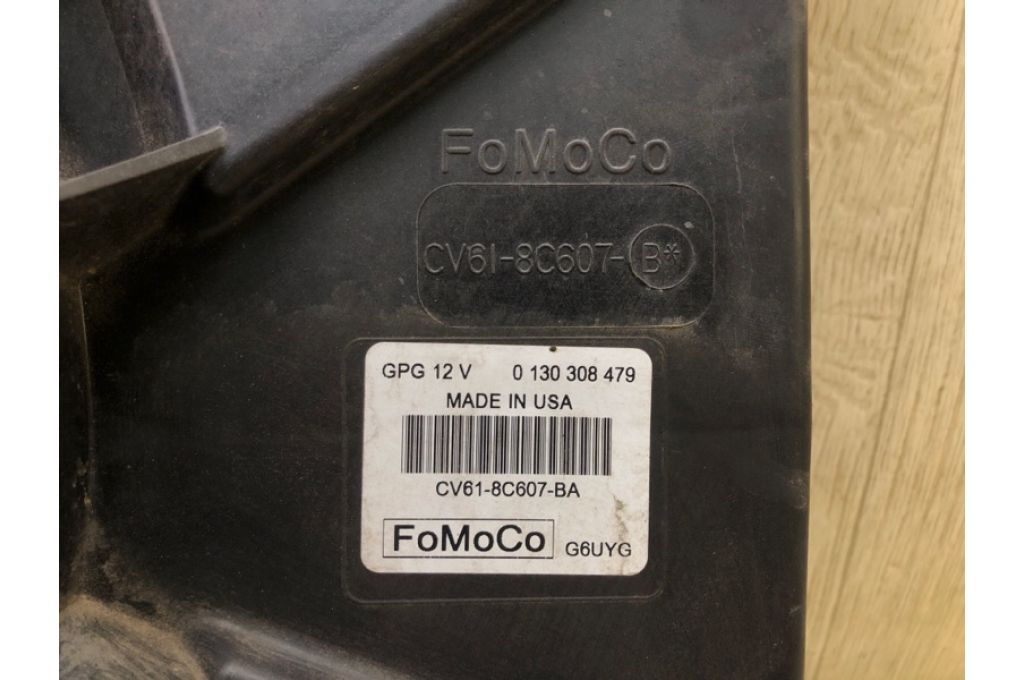 FoMoCo
CV61-8C607-B*
GPG 12 V 0 130 308 479
MADE IN USA
CV61-8C607-BA
FoMoCo G6UYG